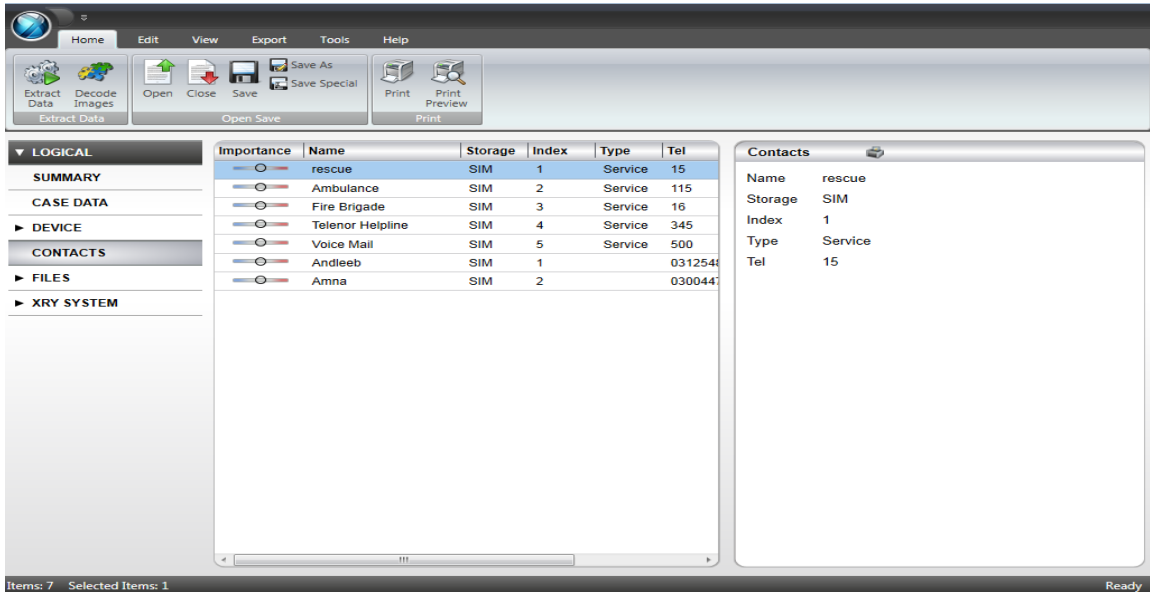 Home Edit View Export Tools Help
Extract Data
Decode Images
Open
Close
Save
Save As
Save Special
Print
Print Preview
Extract Data
Open Save
Print
LOGICAL
SUMMARY
CASE DATA
DEVICE
CONTACTS
FILES
XRY SYSTEM
Importance Name Storage Index Type Tel
rescue SIM 1 Service 15
Ambulance SIM 2 Service 115
Fire Brigade SIM 3 Service 16
Telenor Helpline SIM 4 Service 345
Voice Mail SIM 5 Service 500
Andleeb SIM 1
Amna SIM 2
Contacts
Name rescue
Storage SIM
Index 1
Type Service
Tel 15
Items: 7 Selected Items: 1
Ready